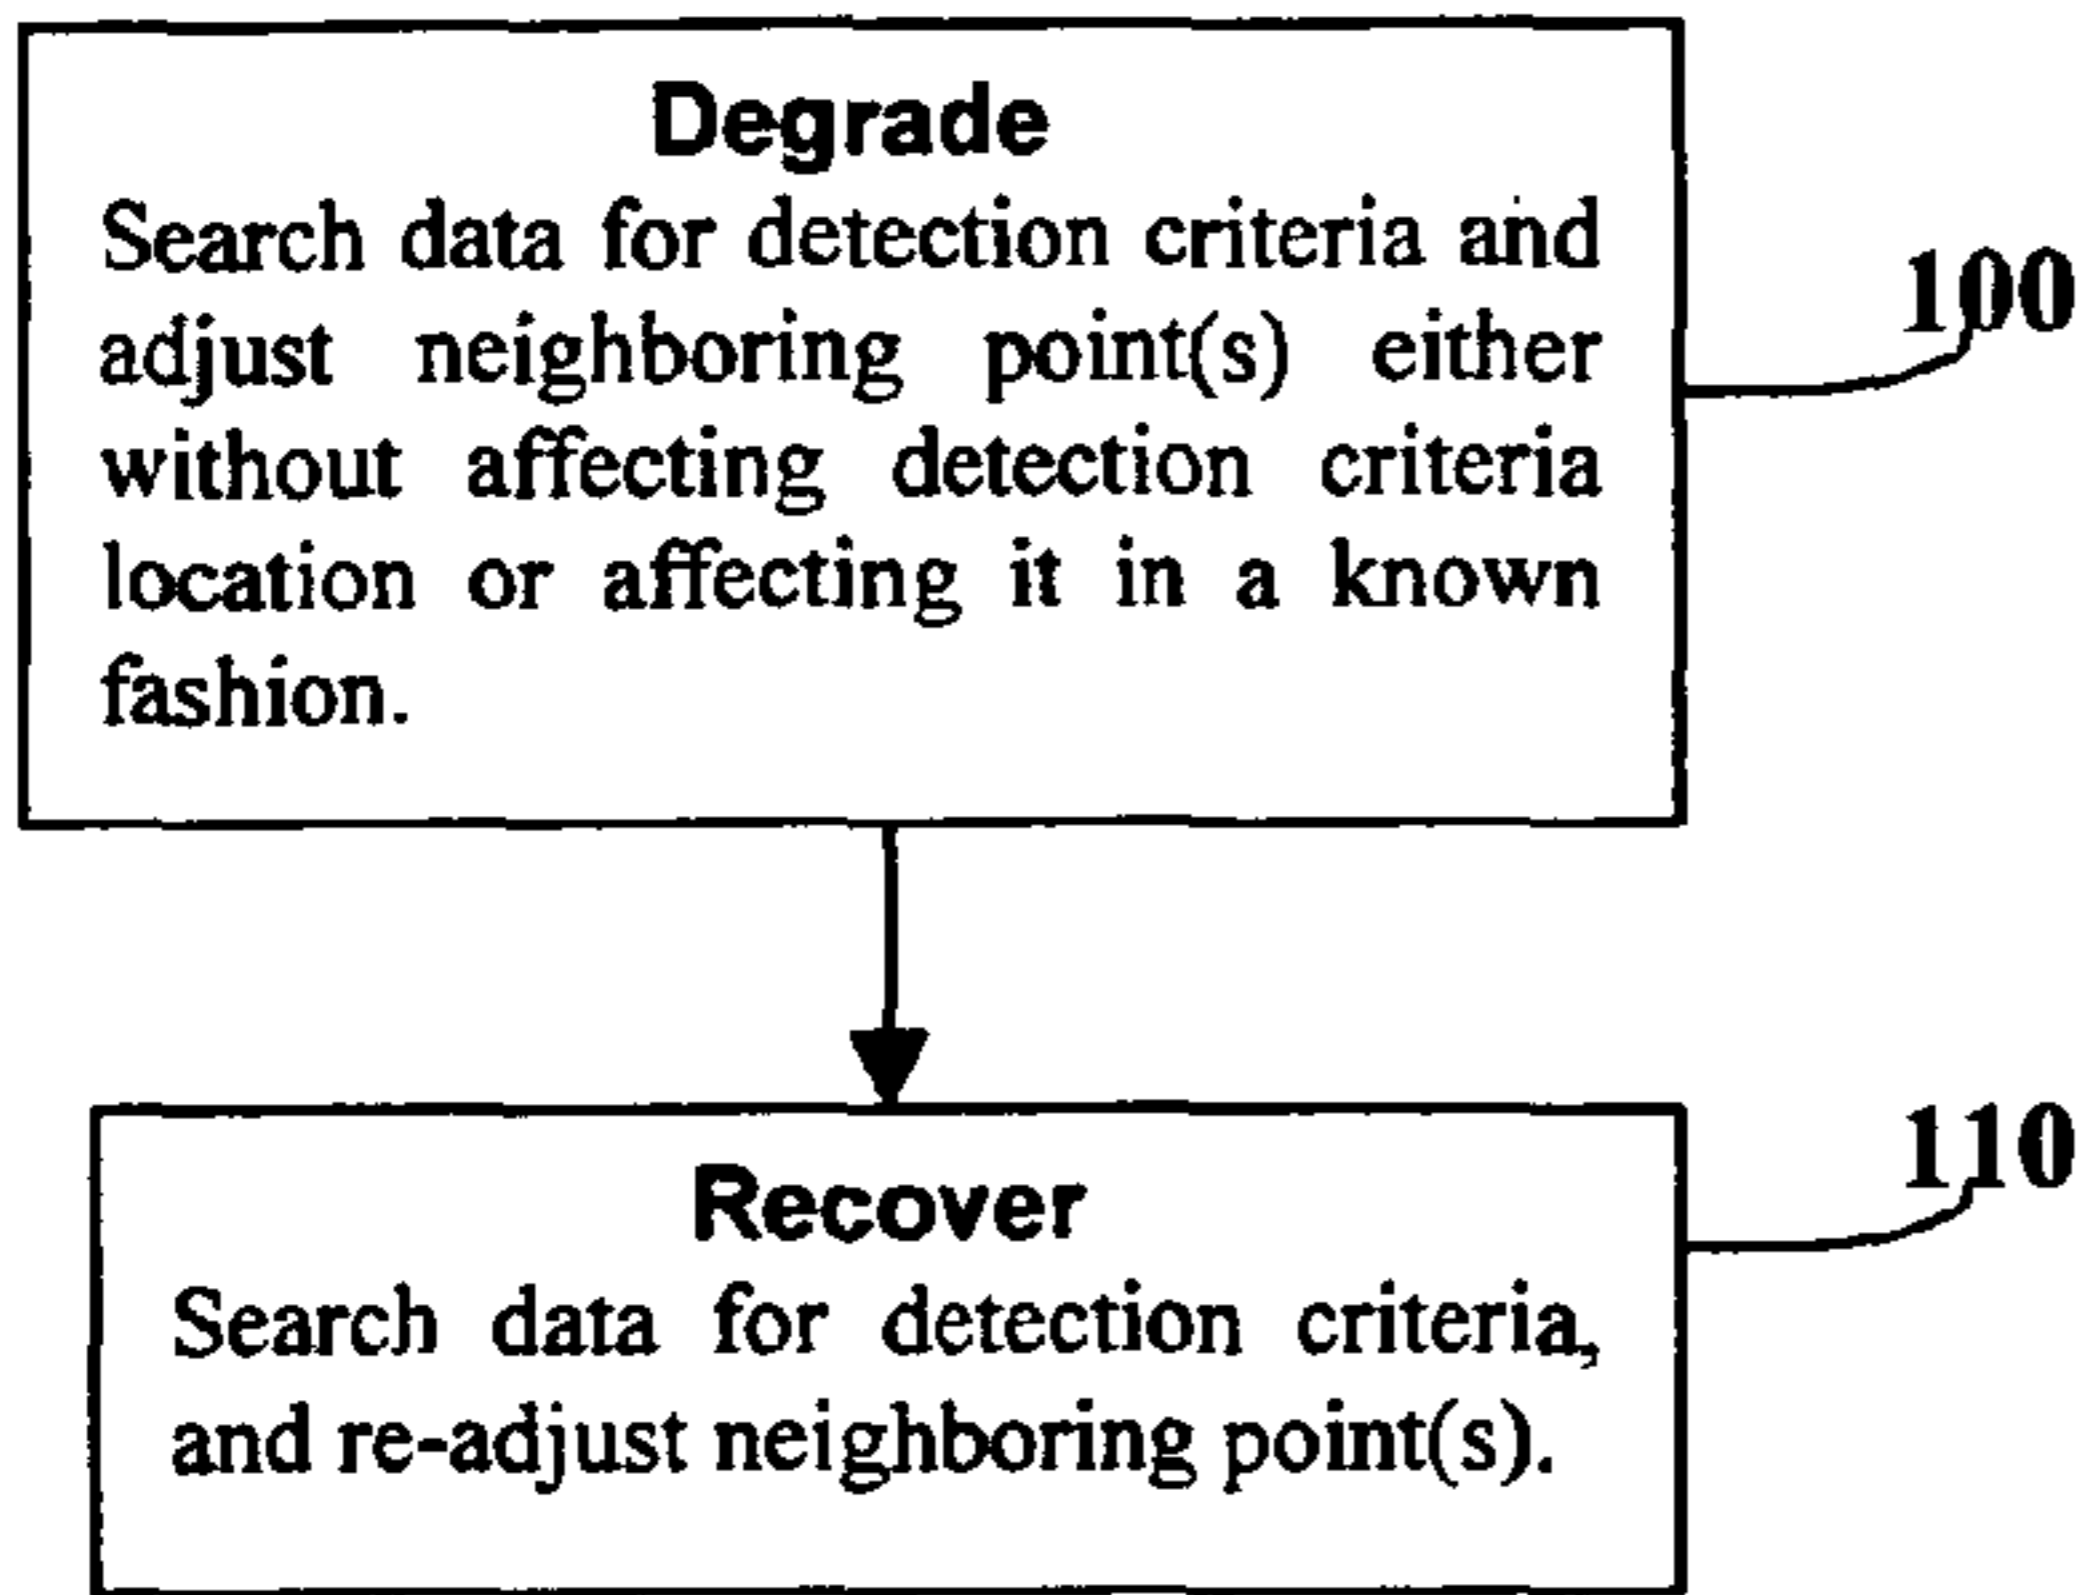 Degrade
Search data for detection criteria and
adjust neighboring point(s) either
without affecting detection criteria
location or affecting it in a known
fashion.
100
Recover
Search data for detection criteria,
and re-adjust neighboring point(s).
110